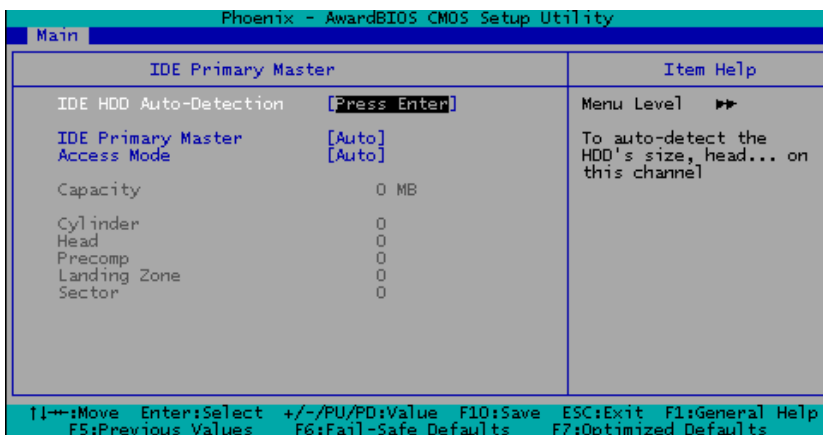 Phoenix - AwardBIOS CMOS Setup Utility
Main
IDE Primary Master
Item Help
IDE HDD Auto-Detection [Press Enter]
Menu Level ▸▸
IDE Primary Master [Auto]
To auto-detect the
Access Mode [Auto]
HDD's size, head... on
this channel
Capacity 0 MB
Cylinder 0
Head 0
Precomp 0
Landing Zone 0
Sector 0
↑↓→←:Move Enter:Select +/-/PU/PD:Value F10:Save ESC:Exit F1:General Help
F5:Previous Values F6:Fail-Safe Defaults F7:Optimized Defaults